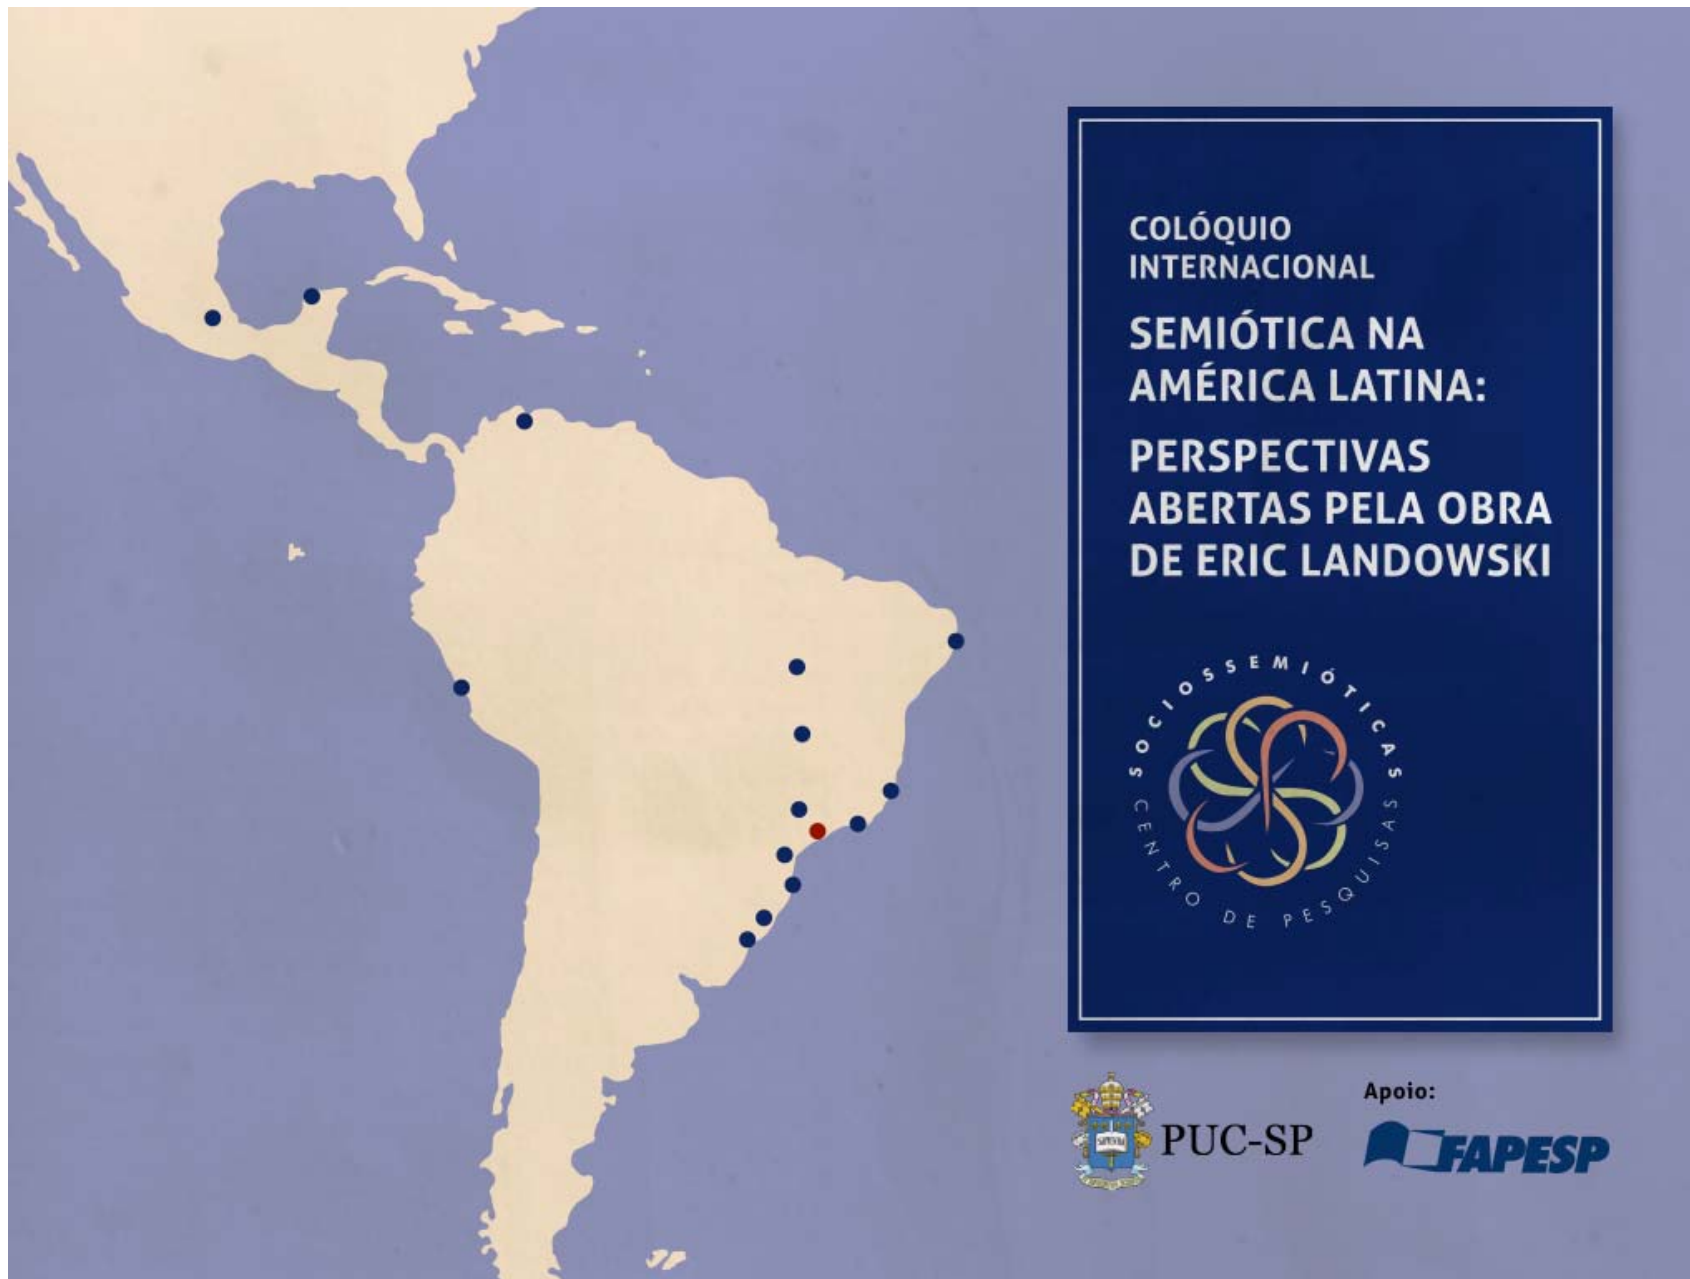 COLÓQUIO
INTERNACIONAL
SEMIÓTICA NA
AMÉRICA LATINA:
PERSPECTIVAS
ABERTAS PELA OBRA
DE ERIC LANDOWSKI
SOCIOSSEMIÓTICAS
CENTRO DE PESQUISAS
PUC-SP
Apoio:
FAPESP